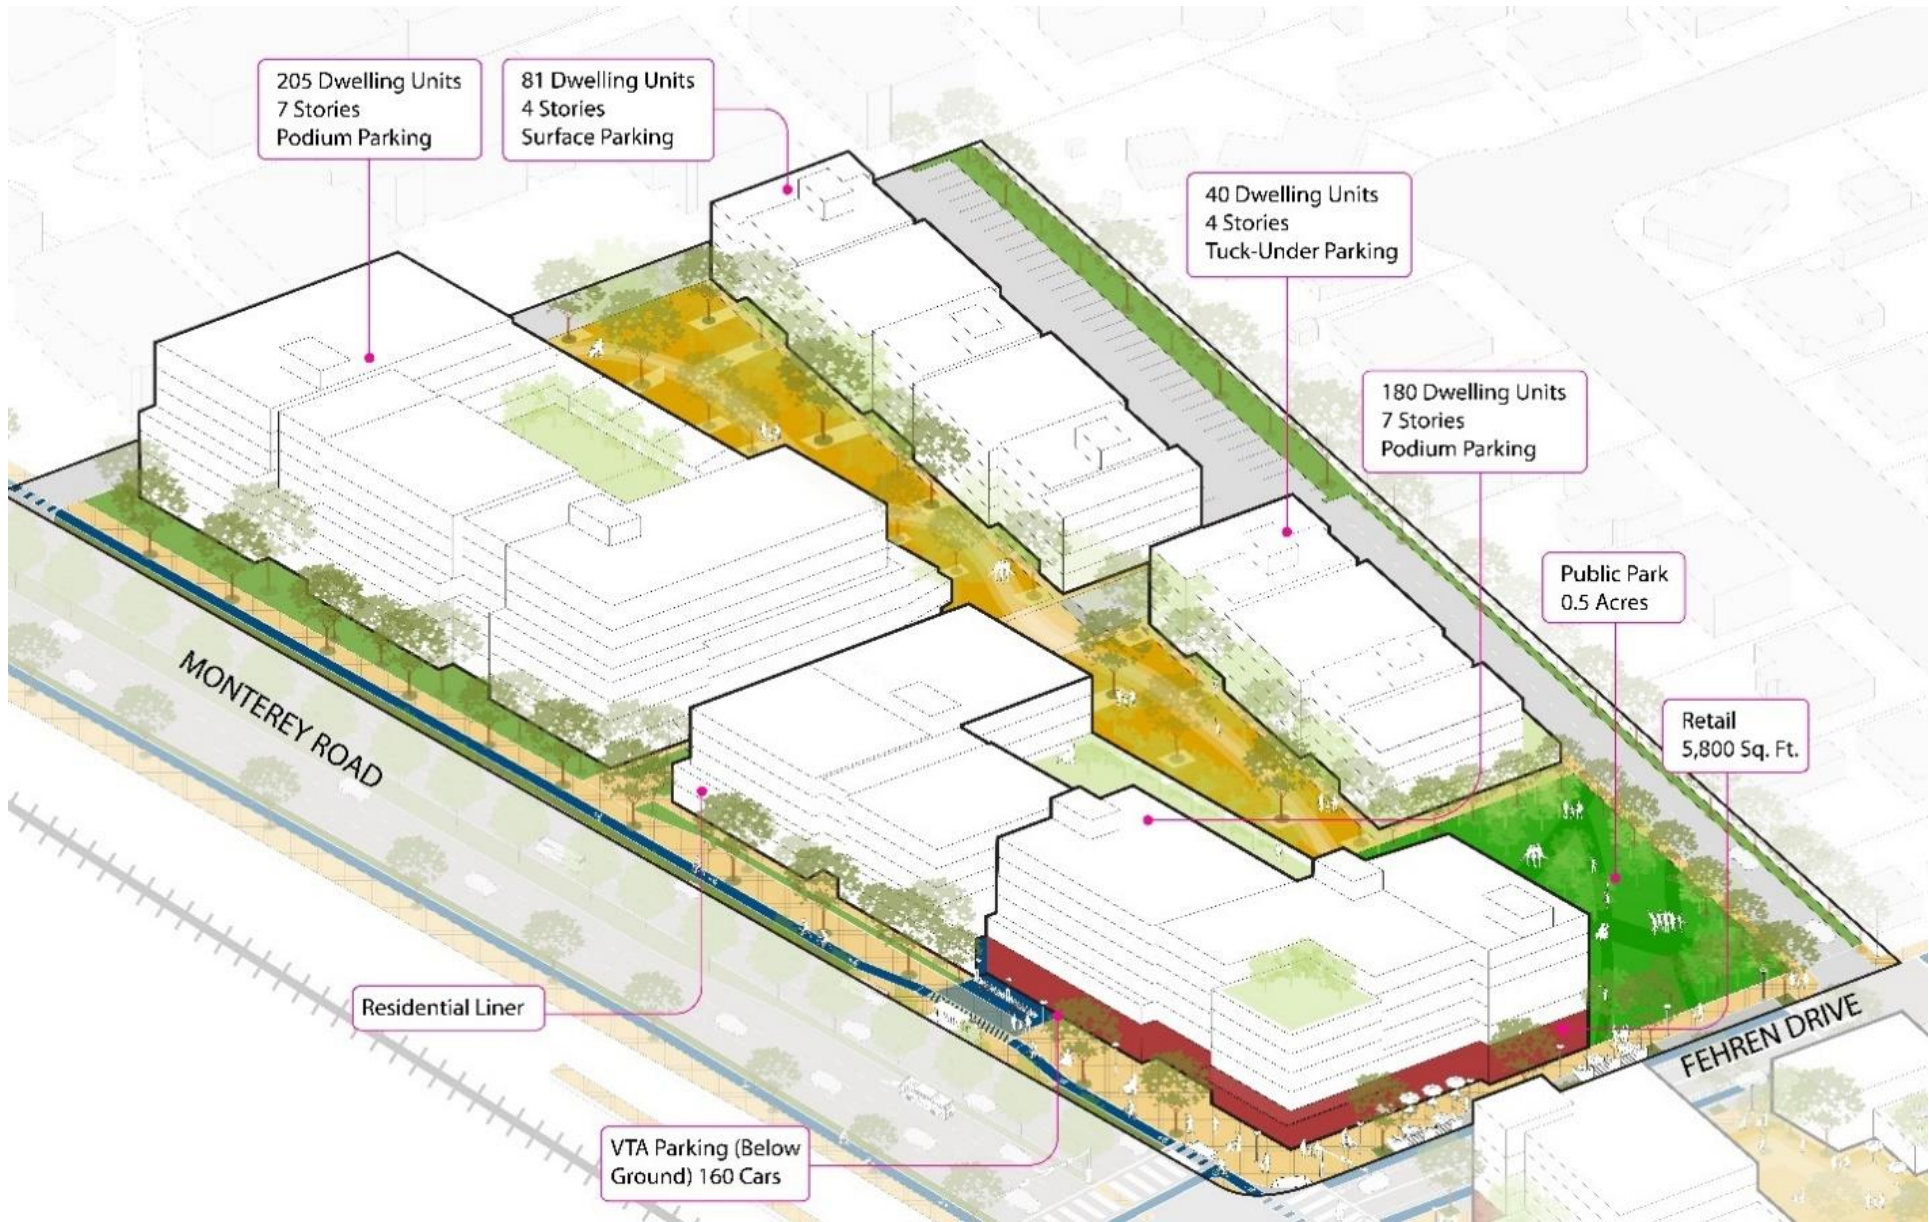 205 Dwelling Units
7 Stories
Podium Parking
81 Dwelling Units
4 Stories
Surface Parking
40 Dwelling Units
4 Stories
Tuck-Under Parking
180 Dwelling Units
7 Stories
Podium Parking
Public Park
0.5 Acres
Retail
5,800 Sq. Ft.
MONTEREY ROAD
Residential Liner
FEHREN DRIVE
VTA Parking (Below
Ground) 160 Cars